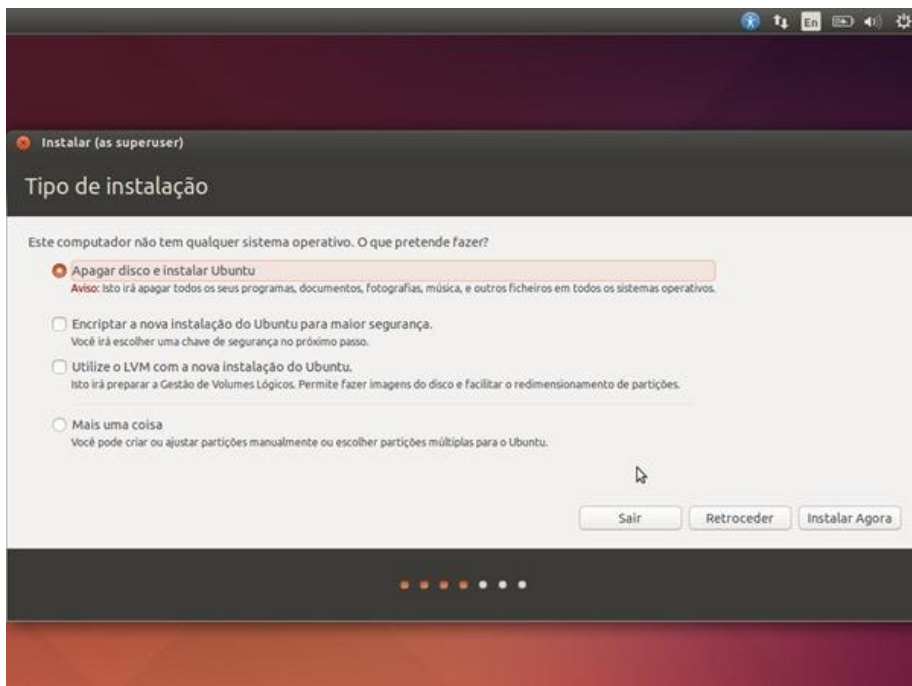 En
Instalar (as superuser)
Tipo de instalação
Este computador não tem qualquer sistema operativo. O que pretende fazer?
Apagar disco e instalar Ubuntu
Aviso: Isto irá apagar todos os seus programas, documentos, fotografias, música, e outros ficheiros em todos os sistemas operativos.
Encriptar a nova instalação do Ubuntu para maior segurança.
Você irá escolher uma chave de segurança no próximo passo.
Utilize o LVM com a nova instalação do Ubuntu.
Isto irá preparar a Gestão de Volumes Lógicos. Permite fazer imagens do disco e facilitar o redimensionamento de partições.
Mais uma coisa
Você pode criar ou ajustar partições manualmente ou escolher partições múltiplas para o Ubuntu.
Sair Retroceder Instalar Agora